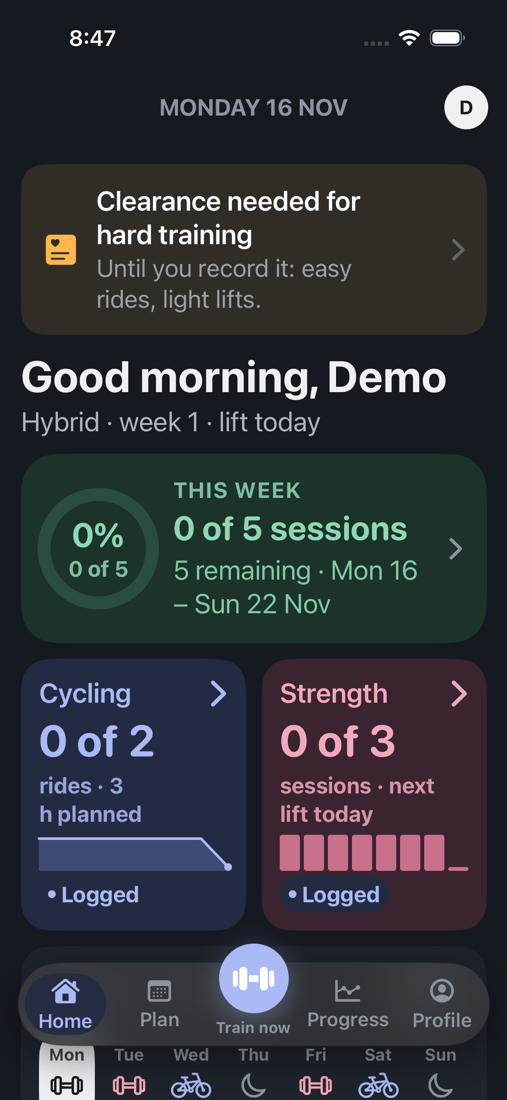 8:47
MONDAY 16 NOV
D
Clearance needed for
hard training
Until you record it: easy
rides, light lifts.
Good morning, Demo
Hybrid · week 1 · lift today
THIS WEEK
0%
0 of 5
0 of 5 sessions
5 remaining · Mon 16
– Sun 22 Nov
Cycling
0 of 2
rides · 3
h planned
• Logged
Strength
0 of 3
sessions · next
lift today
• Logged
Home
Plan
Train now
Progress
Profile
Mon Tue Wed Thu Fri Sat Sun